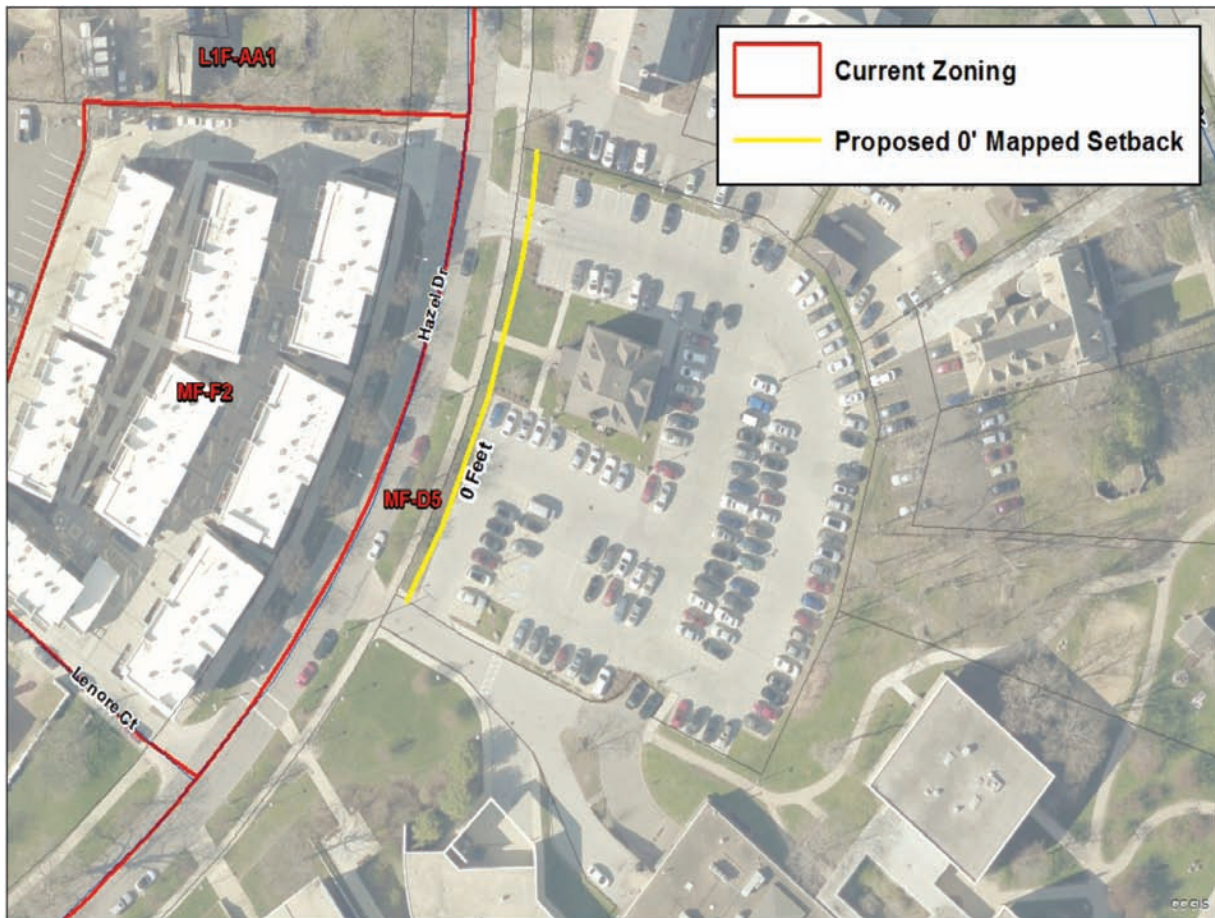 L1F-AA1
Current Zoning
Proposed 0' Mapped Setback
Hazel Dr
MF-F2
0 Feet
MF-D5
Lenore Ct
CCGIS